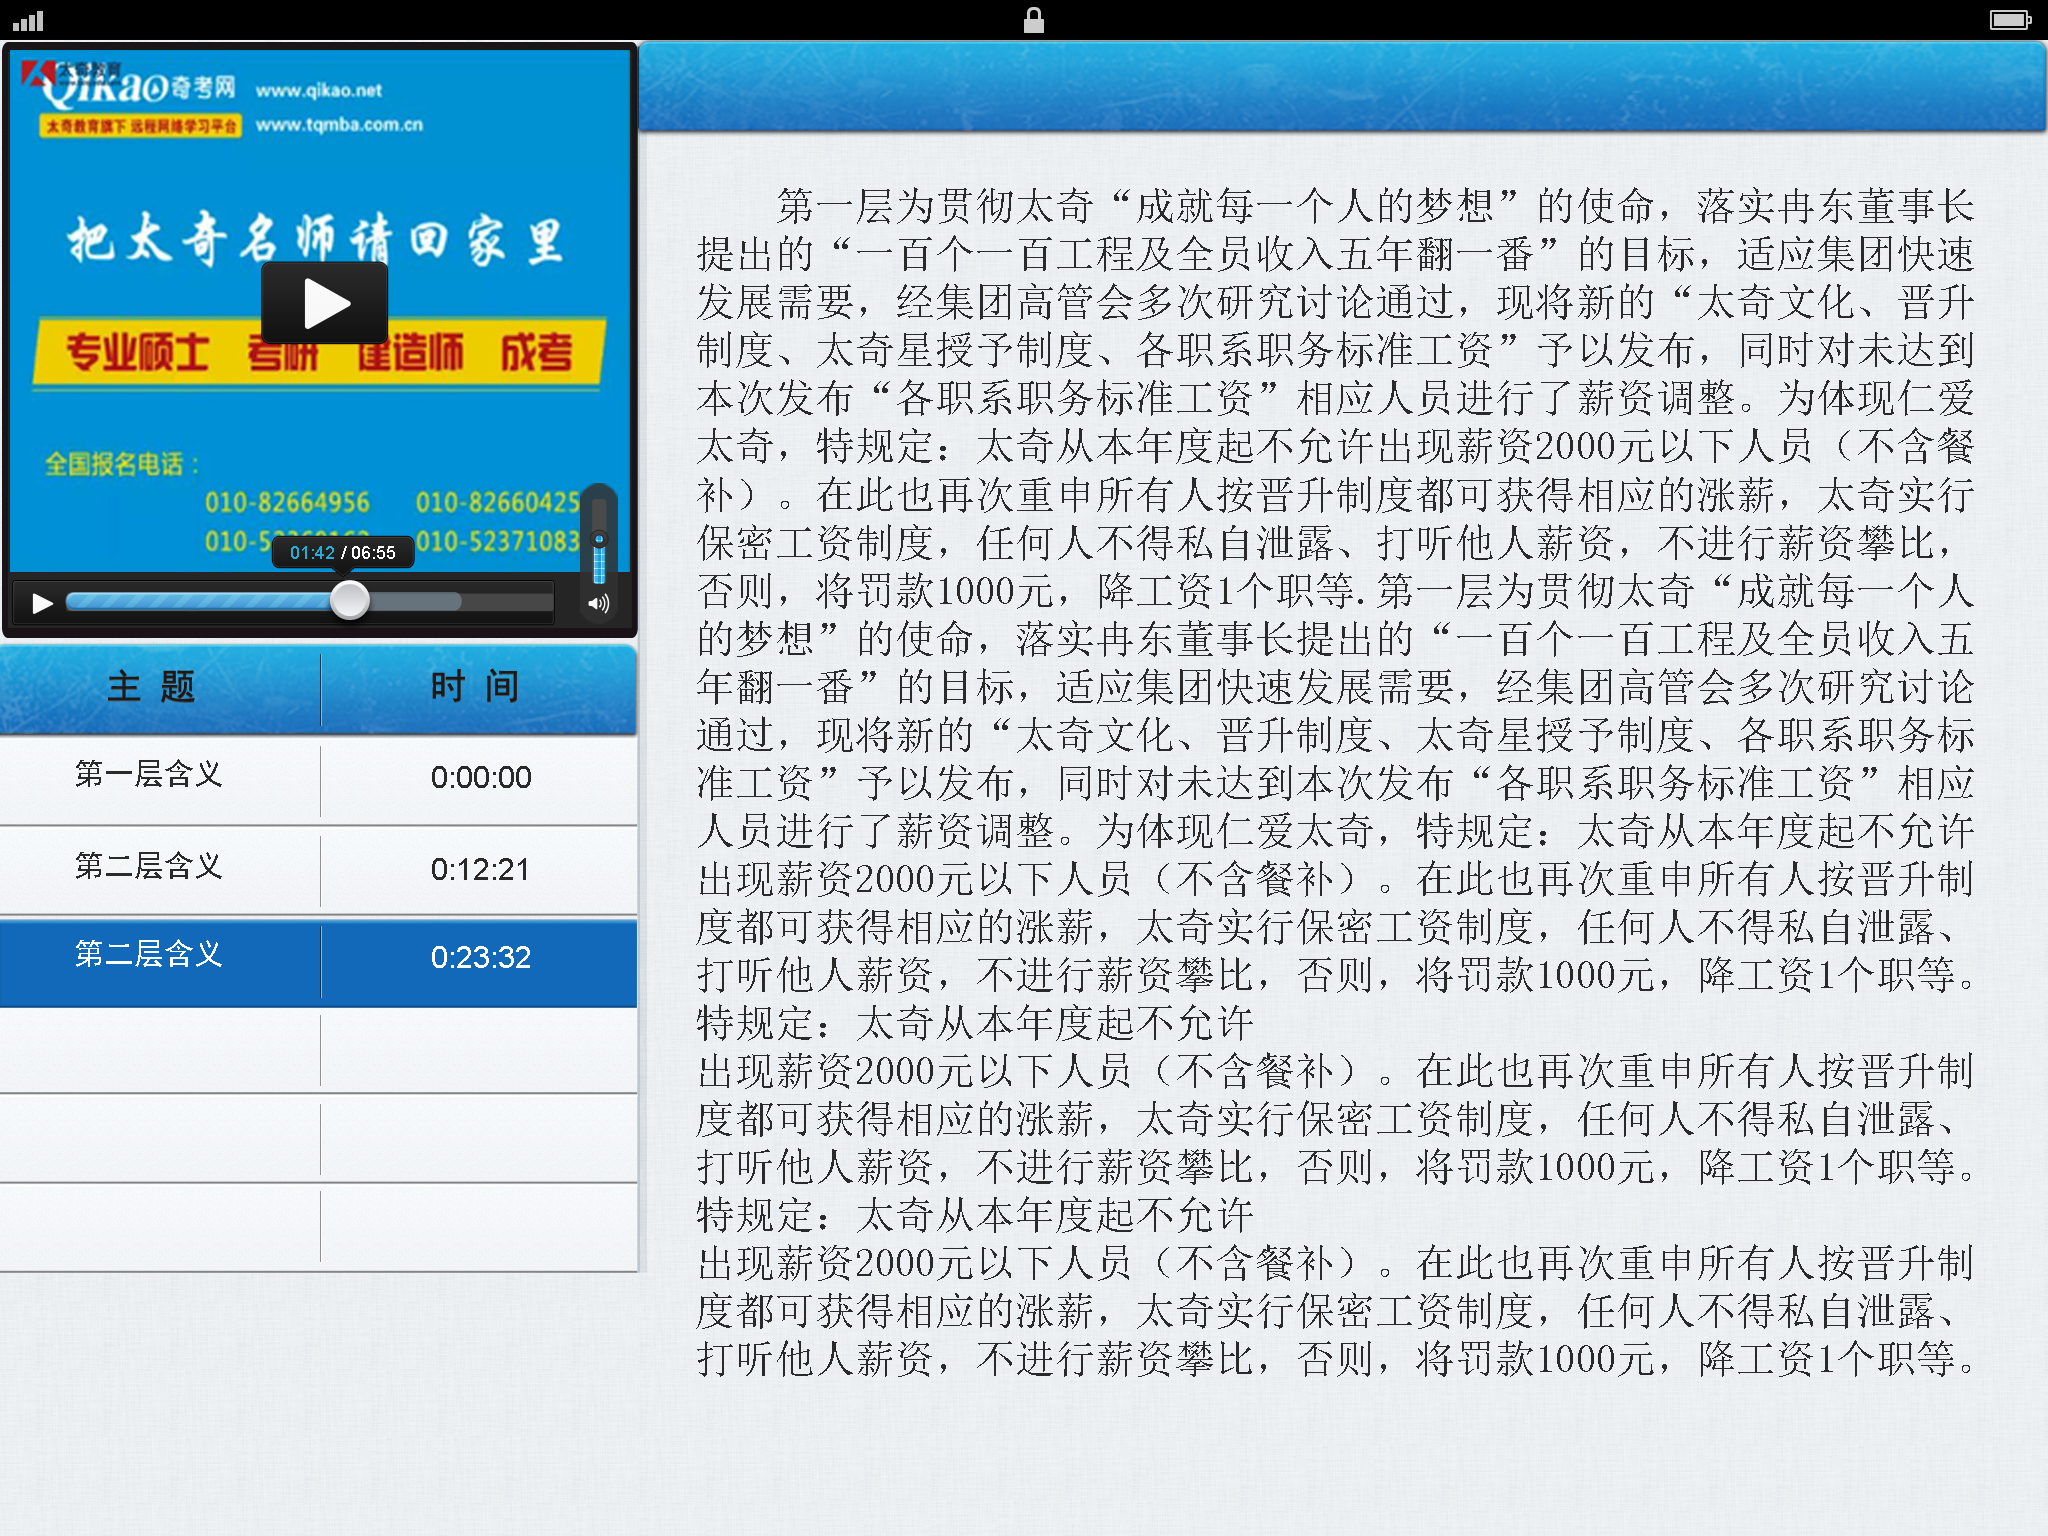 太奇教育
Qikao奇考网 www.qikao.net
太奇教育旗下 远程网络学习平台 www.tqmba.com.cn
把太奇名师请回家里
专业硕士 考研 建造师 成考
全国报名电话：
010-82664956 010-82660425
010- 010-52371083
01:42 / 06:55
主 题 时 间
第一层含义 0:00:00
第二层含义 0:12:21
第二层含义 0:23:32
第一层为贯彻太奇“成就每一个人的梦想”的使命，落实冉东董事长
提出的“一百个一百工程及全员收入五年翻一番”的目标，适应集团快速
发展需要，经集团高管会多次研究讨论通过，现将新的“太奇文化、晋升
制度、太奇星授予制度、各职系职务标准工资”予以发布，同时对未达到
本次发布“各职系职务标准工资”相应人员进行了薪资调整。为体现仁爱
太奇，特规定：太奇从本年度起不允许出现薪资2000元以下人员（不含餐
补）。在此也再次重申所有人按晋升制度都可获得相应的涨薪，太奇实行
保密工资制度，任何人不得私自泄露、打听他人薪资，不进行薪资攀比，
否则，将罚款1000元，降工资1个职等.第一层为贯彻太奇“成就每一个人
的梦想”的使命，落实冉东董事长提出的“一百个一百工程及全员收入五
年翻一番”的目标，适应集团快速发展需要，经集团高管会多次研究讨论
通过，现将新的“太奇文化、晋升制度、太奇星授予制度、各职系职务标
准工资”予以发布，同时对未达到本次发布“各职系职务标准工资”相应
人员进行了薪资调整。为体现仁爱太奇，特规定：太奇从本年度起不允许
出现薪资2000元以下人员（不含餐补）。在此也再次重申所有人按晋升制
度都可获得相应的涨薪，太奇实行保密工资制度，任何人不得私自泄露、
打听他人薪资，不进行薪资攀比，否则，将罚款1000元，降工资1个职等。
特规定：太奇从本年度起不允许
出现薪资2000元以下人员（不含餐补）。在此也再次重申所有人按晋升制
度都可获得相应的涨薪，太奇实行保密工资制度，任何人不得私自泄露、
打听他人薪资，不进行薪资攀比，否则，将罚款1000元，降工资1个职等。
特规定：太奇从本年度起不允许
出现薪资2000元以下人员（不含餐补）。在此也再次重申所有人按晋升制
度都可获得相应的涨薪，太奇实行保密工资制度，任何人不得私自泄露、
打听他人薪资，不进行薪资攀比，否则，将罚款1000元，降工资1个职等。